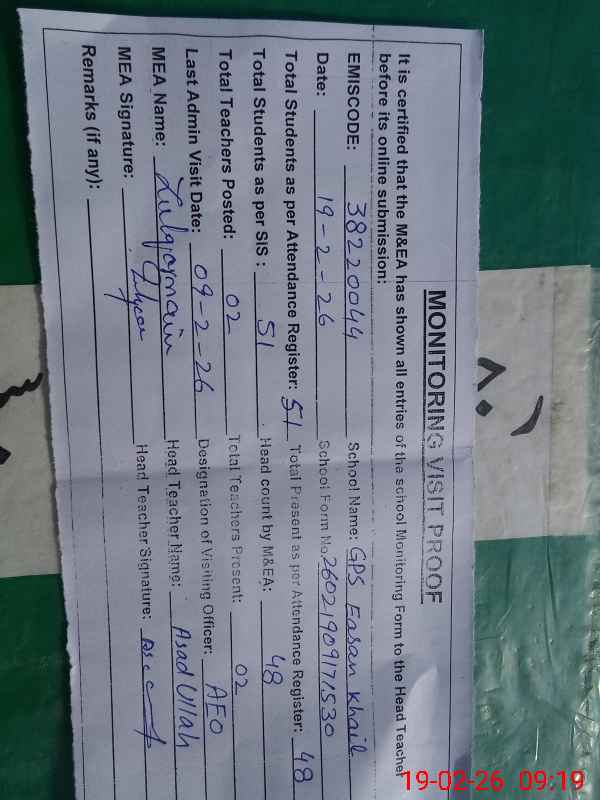 MONITORING VISIT PROOF
It is certified that the M&EA has shown all entries of the school Monitoring Form to the Head Teacher
before its online submission:
EMISCODE: 38220044 School Name: GPS Easan Khail
Date: 19-2-26 School Form No. 26021909171530
Total Students as per Attendance Register: 51 Total Present as per Attendance Register: 48
Total Students as per SIS : 51 Head count by M&EA: 48
Total Teachers Posted: 02 Total Teachers Present: 02
Last Admin Visit Date: 09-2-26 Designation of Visiting Officer: AEO
MEA Name: Zulqarnain Head Teacher Name: Asad Ullah
MEA Signature: Head Teacher Signature:
Remarks (if any):
19-02-26 09:19